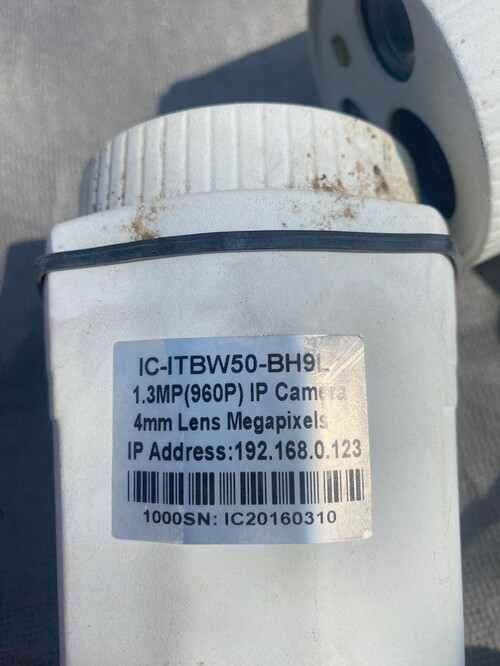 IC-ITBW50-BH9L
1.3MP(960P) IP Camera
4mm Lens Megapixels
IP Address:192.168.0.123
1000SN: IC20160310